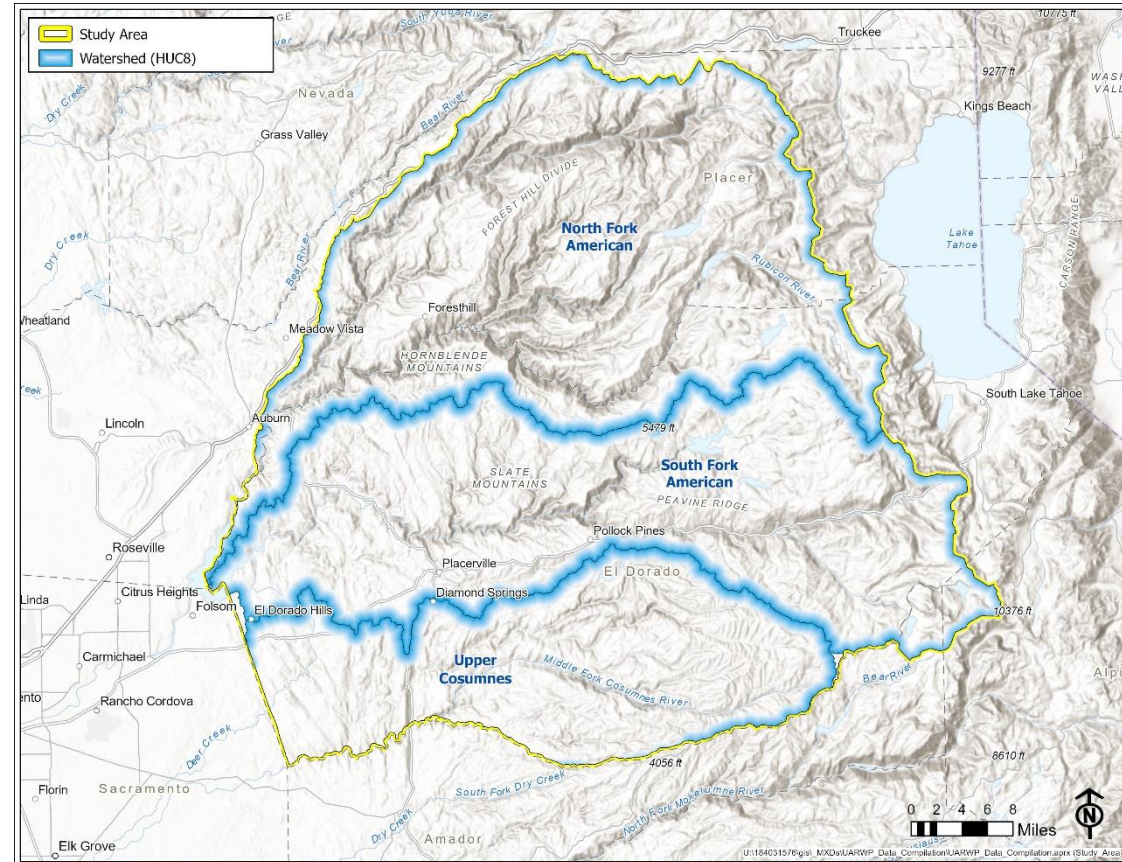 Study Area
Watershed (HUC8)
South Yuba River
Truckee
10775 ft
9277 ft
Dry Creek
Nevada
Bear River
Kings Beach
Grass Valley
FOREST HILL DIVIDE
Placer
North Fork
American
Lake
Tahoe
CARSON RANGE
Dry Creek
Bear River
Rubicon River
Foresthill
Wheatland
Meadow Vista
HORNBLENDE
MOUNTAINS
South Lake Tahoe
Auburn
Lincoln
5479 ft
South Fork
American
SLATE
MOUNTAINS
PEAVINE RIDGE
Roseville
Pollock Pines
Placerville
El Dorado
Linda
Citrus Heights
Folsom
El Dorado Hills
Diamond Springs
10376 ft
Carmichael
Upper
Cosumnes
Middle Fork Cosumnes River
Bear River
Alpi
Rancho Cordova
Deer Creek
4056 ft
8610 ft
Florin
Sacramento
South Fork Dry Creek
North Fork Mokelumne River
Dry Creek
Amador
Elk Grove
0 2 4 6 8
Miles
N